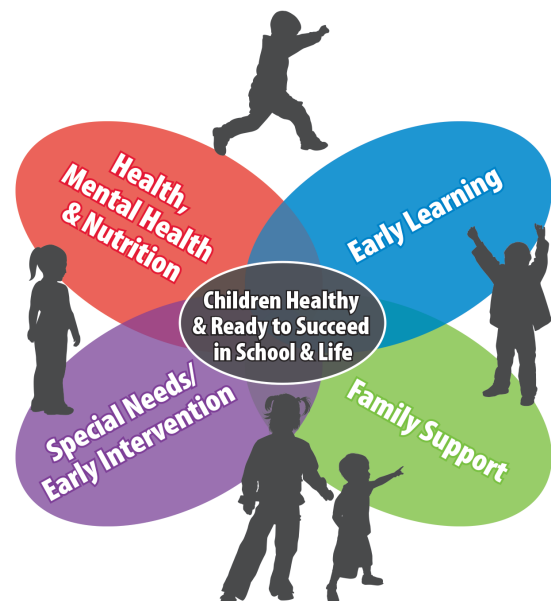 Health,
Mental Health
& Nutrition
Early Learning
Children Healthy
& Ready to Succeed
in School & Life
Special Needs/
Early Intervention
Family Support